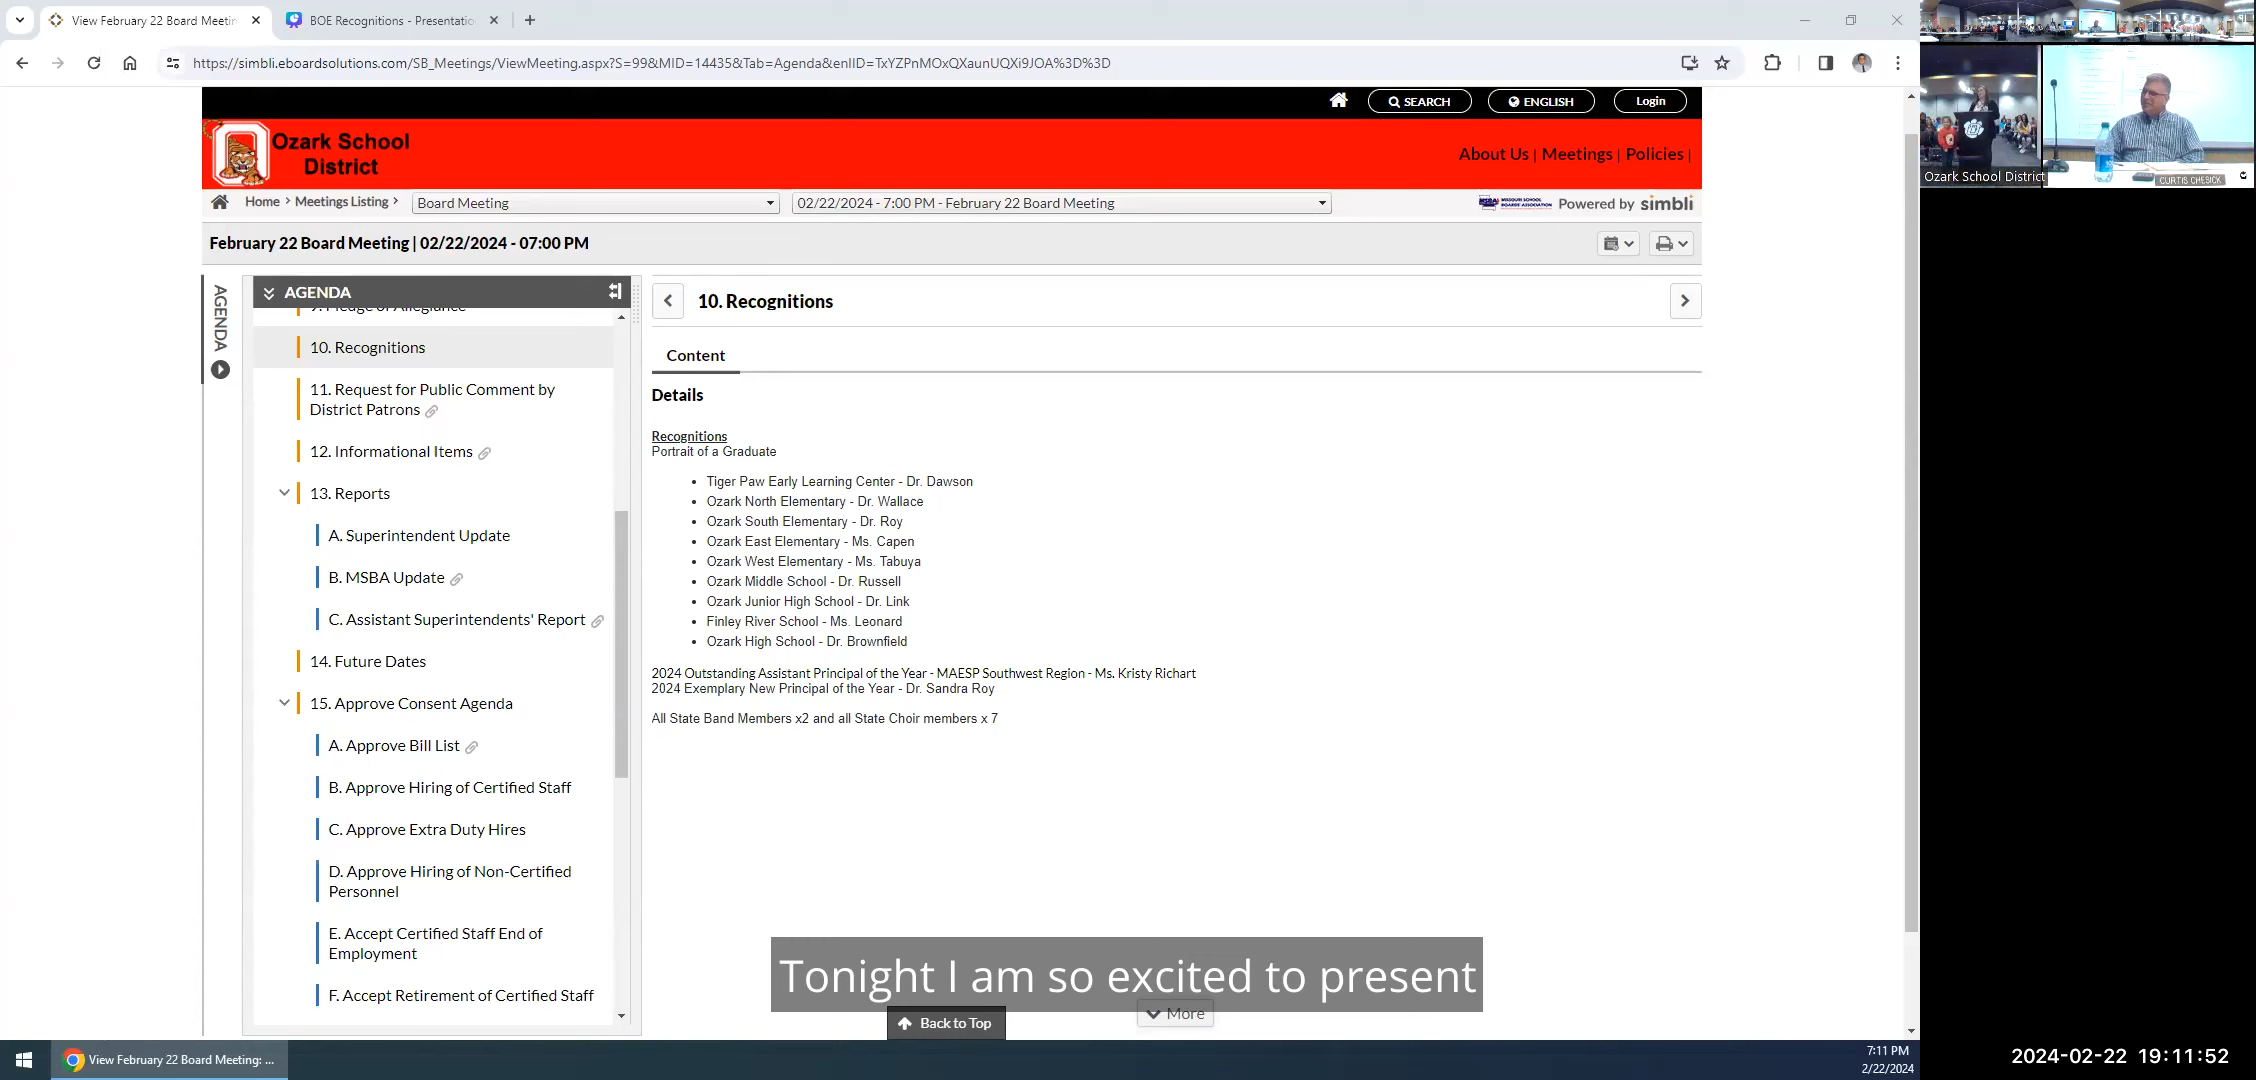 View February 22 Board Meetin
BOE Recognitions - Presentatio
https://simbli.eboardsolutions.com/SB_Meetings/ViewMeeting.aspx?S=99&MID=14435&Tab=Agenda&enIID=TxYZPnMOxQXaunUQXi9JOA%3D%3D
SEARCH
ENGLISH
Login
Ozark School
District
About Us | Meetings | Policies |
Home > Meetings Listing >
Board Meeting
02/22/2024 - 7:00 PM - February 22 Board Meeting
Powered by simbli
February 22 Board Meeting | 02/22/2024 - 07:00 PM
AGENDA
AGENDA
9. Pledge of Allegiance
10. Recognitions
11. Request for Public Comment by
District Patrons
12. Informational Items
13. Reports
A. Superintendent Update
B. MSBA Update
C. Assistant Superintendents' Report
14. Future Dates
15. Approve Consent Agenda
A. Approve Bill List
B. Approve Hiring of Certified Staff
C. Approve Extra Duty Hires
D. Approve Hiring of Non-Certified
Personnel
E. Accept Certified Staff End of
Employment
F. Accept Retirement of Certified Staff
10. Recognitions
Content
Details
Recognitions
Portrait of a Graduate
• Tiger Paw Early Learning Center - Dr. Dawson
• Ozark North Elementary - Dr. Wallace
• Ozark South Elementary - Dr. Roy
• Ozark East Elementary - Ms. Capen
• Ozark West Elementary - Ms. Tabuya
• Ozark Middle School - Dr. Russell
• Ozark Junior High School - Dr. Link
• Finley River School - Ms. Leonard
• Ozark High School - Dr. Brownfield
2024 Outstanding Assistant Principal of the Year - MAESP Southwest Region - Ms. Kristy Richart
2024 Exemplary New Principal of the Year - Dr. Sandra Roy
All State Band Members x2 and all State Choir members x 7
Tonight I am so excited to present
More
Back to Top
View February 22 Board Meeting: ...
7:11 PM
2/22/2024
Ozark School District
CURTIS CHESICK
2024-02-22 19:11:52